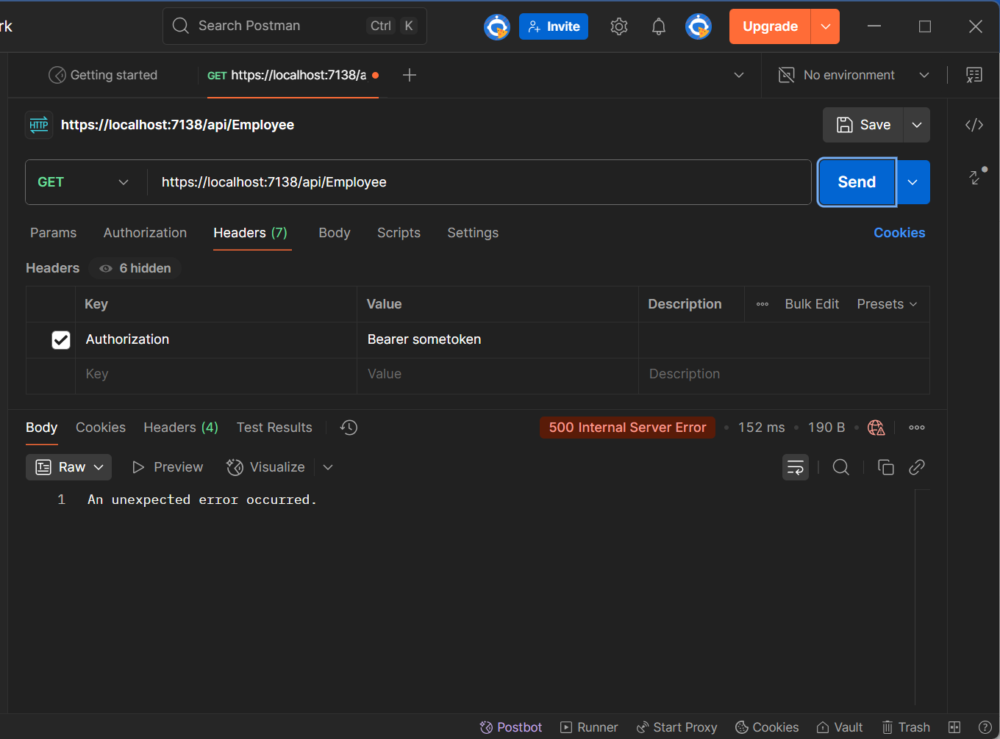 rk
Search Postman Ctrl K Invite Upgrade
Getting started GET https://localhost:7138/a No environment
HTTP https://localhost:7138/api/Employee Save
GET https://localhost:7138/api/Employee Send
Params Authorization Headers (7) Body Scripts Settings Cookies
Headers 6 hidden
Key Value Description Bulk Edit Presets
Authorization Bearer sometoken
Key Value Description
Body Cookies Headers (4) Test Results 500 Internal Server Error • 152 ms • 190 B •
Raw Preview Visualize
1 An unexpected error occurred.
Postbot Runner Start Proxy Cookies Vault Trash